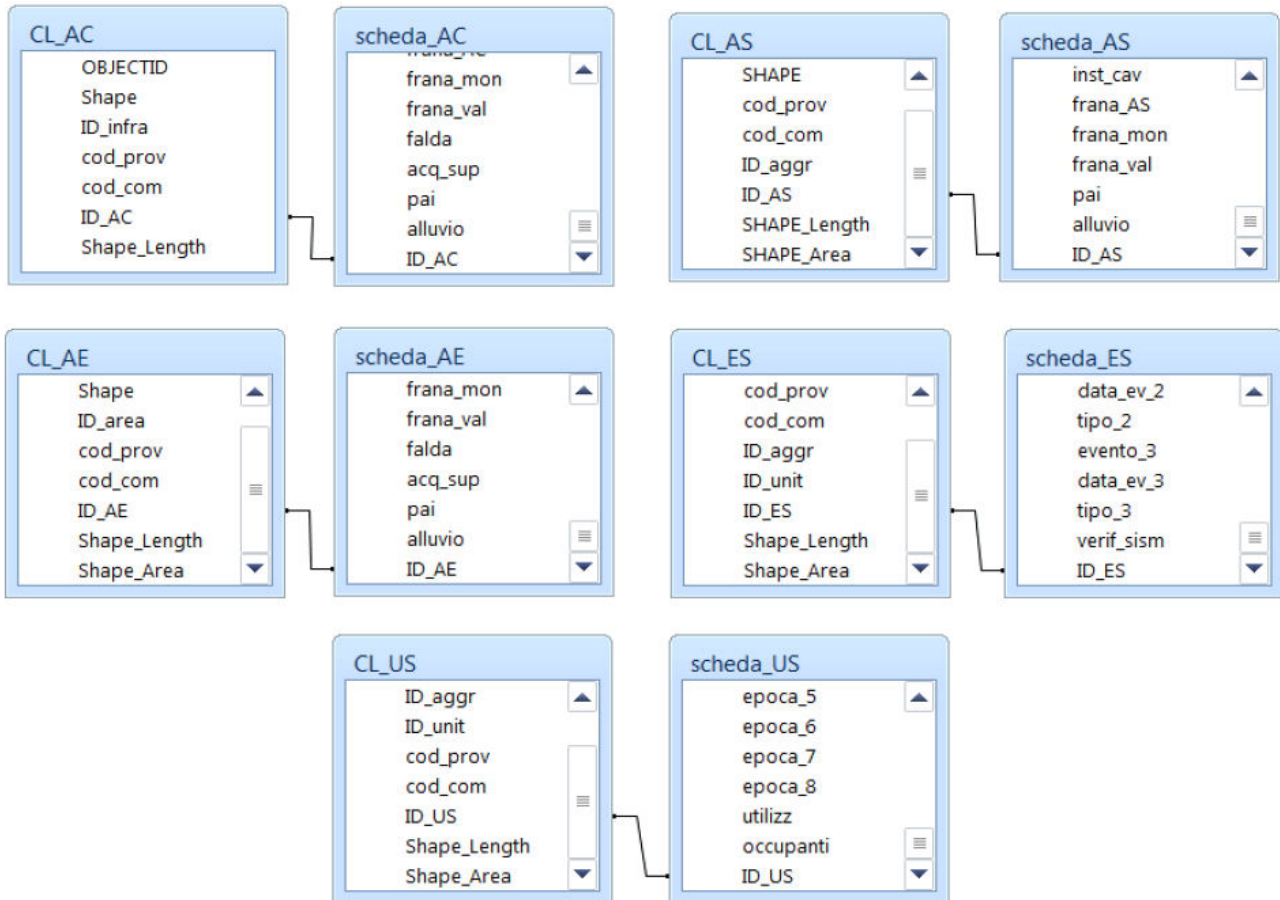 CL_AC
OBJECTID
Shape
ID_infra
cod_prov
cod_com
ID_AC
Shape_Length
scheda_AC
frana_AC
frana_mon
frana_val
falda
acq_sup
pai
alluvio
ID_AC
CL_AS
SHAPE
cod_prov
cod_com
ID_aggr
ID_AS
SHAPE_Length
SHAPE_Area
scheda_AS
inst_cav
frana_AS
frana_mon
frana_val
pai
alluvio
ID_AS
CL_AE
Shape
ID_area
cod_prov
cod_com
ID_AE
Shape_Length
Shape_Area
scheda_AE
frana_mon
frana_val
falda
acq_sup
pai
alluvio
ID_AE
CL_ES
cod_prov
cod_com
ID_aggr
ID_unit
ID_ES
Shape_Length
Shape_Area
scheda_ES
data_ev_2
tipo_2
evento_3
data_ev_3
tipo_3
verif_sism
ID_ES
CL_US
ID_aggr
ID_unit
cod_prov
cod_com
ID_US
Shape_Length
Shape_Area
scheda_US
epoca_5
epoca_6
epoca_7
epoca_8
utilizz
occupanti
ID_US